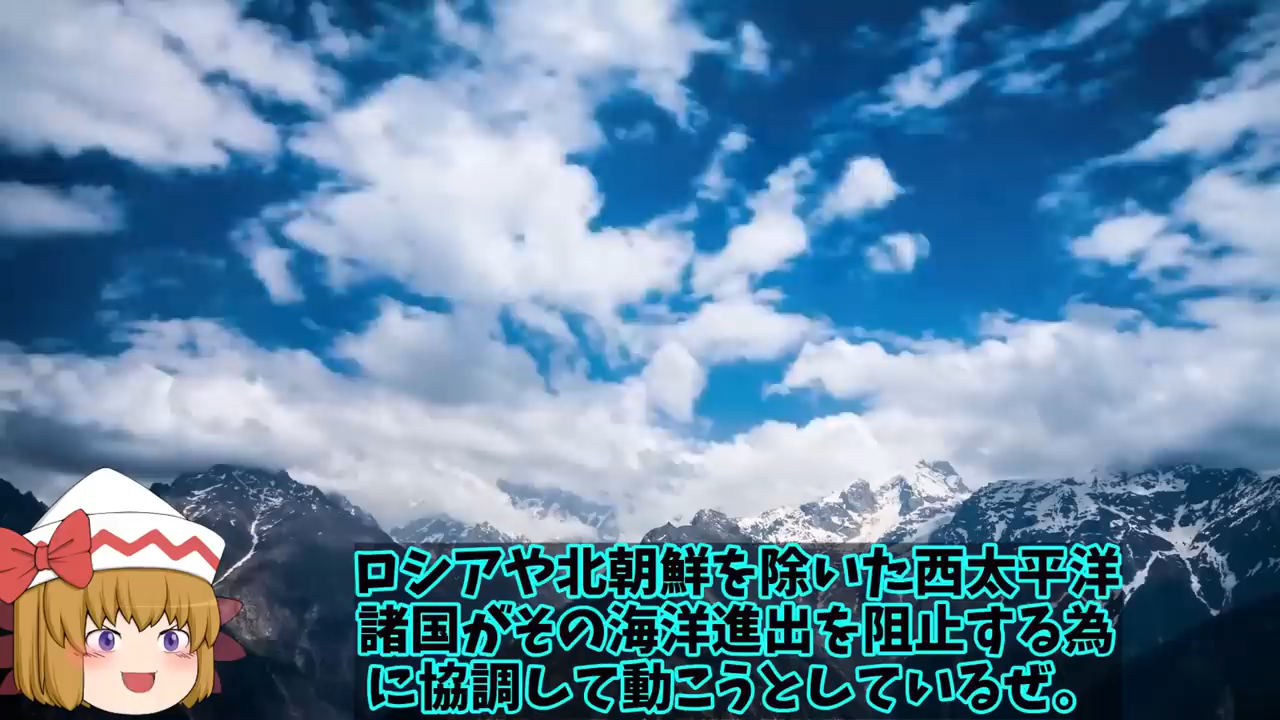 ロシアや北朝鮮を除いた西太平洋
諸国がその海洋進出を阻止する為
に協調して動こうとしているぜ。